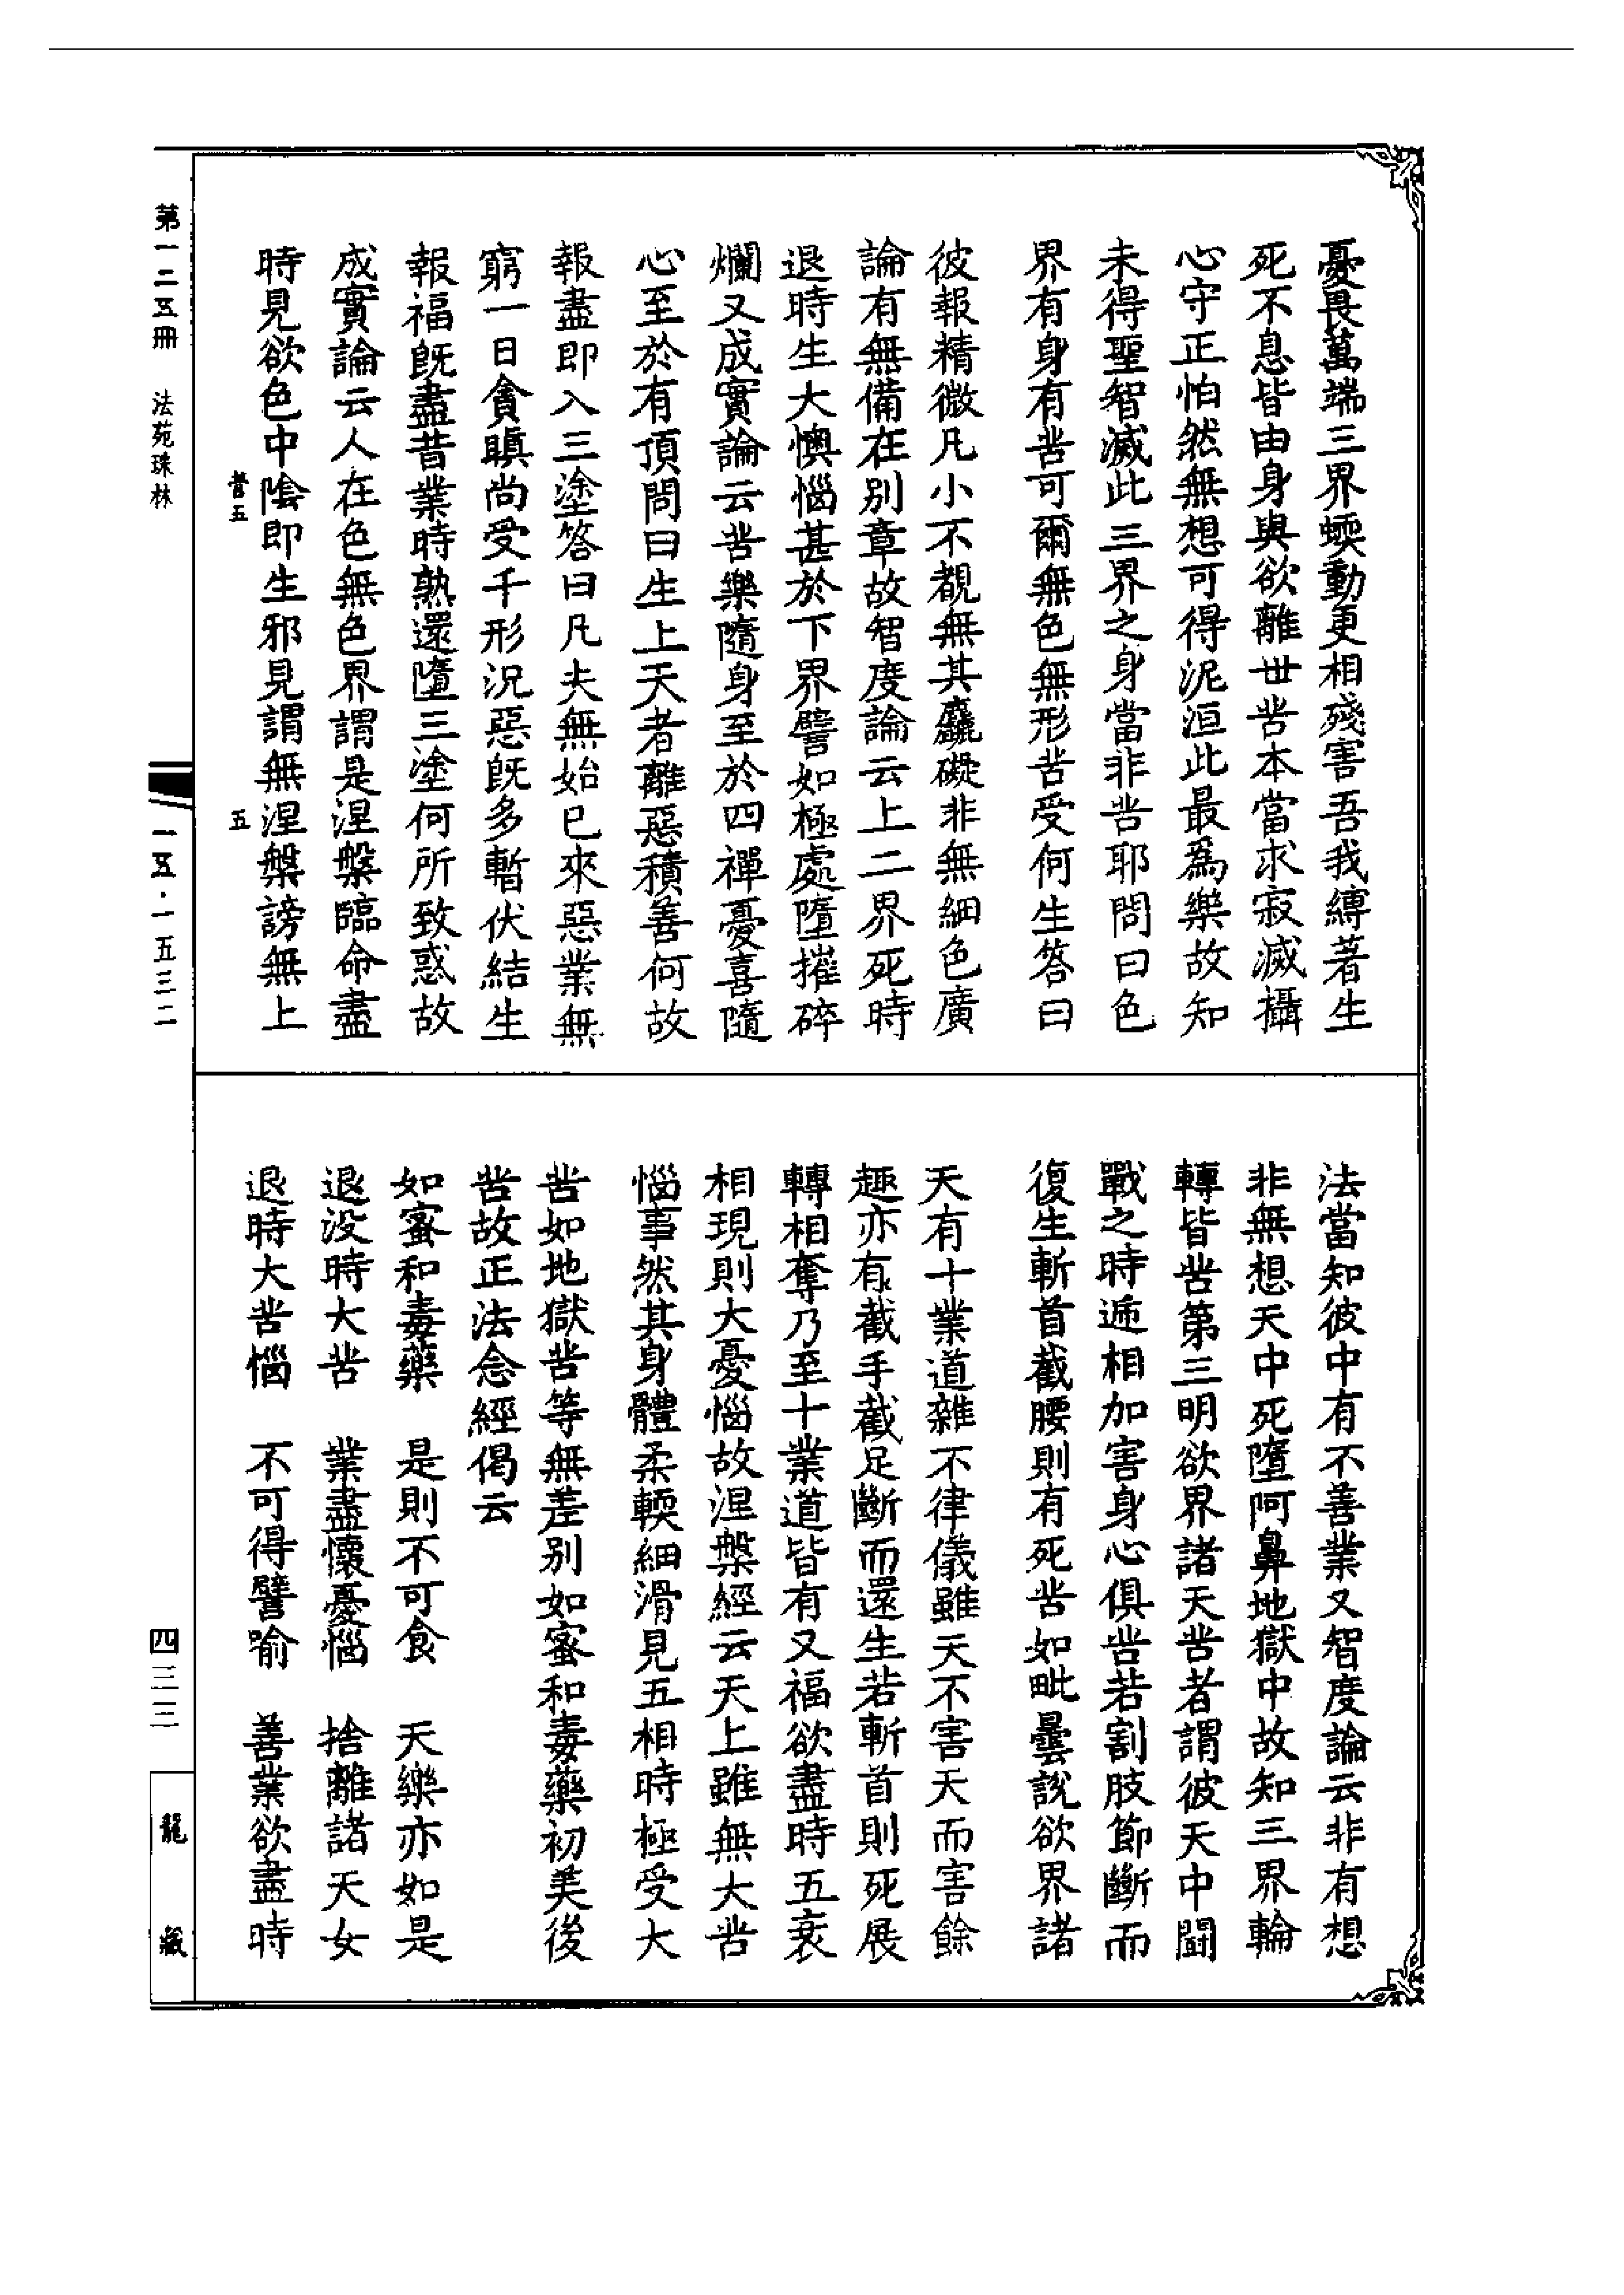 憂畏萬端三界蝡動更相殘害吾我縛著生
死不息皆由身與欲離世苦本當求寂滅攝
心守正怕然無想可得泥洹此最為樂故知
未得聖智滅此三界之身當非苦耶問曰色
界有身有苦可爾無色無形苦受何生答曰
彼報精微凡小不覩無其麤礙非無細色廣
論有無備在别章故智度論云上二界死時
退時生大懊惱甚於下界譬如極處墮摧碎
爛又成實論云苦樂隨身至於四禪憂喜隨
心至於有頂問曰生上天者離惡積善何故
報盡即入三塗答曰凡夫無始已來惡業無
窮一日貪瞋尚受千形況惡旣多暫伏結生
報福旣盡昔業時熟還墮三塗何所致惑故
成實論云人在色無色界謂是涅槃臨命盡
時見欲色中陰即生邪見謂無涅槃謗無上
法當知彼中有不善業又智度論云非有想
非無想天中死墮阿鼻地獄中故知三界輪
轉皆苦第三明欲界諸天苦者謂彼天中鬪
戰之時遞相加害身心俱苦若割肢節斷而
復生斬首截腰則有死苦如毗曇說欲界諸
天有十業道雜不律儀雖天不害天而害餘
趣亦有截手截足斷而還生若斬首則死展
轉相奪乃至十業道皆有又福欲盡時五衰
相現則大憂惱故涅槃經云天上雖無大苦
惱事然其身體柔輭細滑見五相時極受大
苦如地獄苦等無差别如蜜和毒藥初美後
苦故正法念經偈云
如蜜和毒藥　是則不可食　天樂亦如是
退没時大苦　業盡懷憂惱　捨離諸天女
退時大苦惱　不可得譬喻　善業欲盡時
第一二五冊　法苑珠林
營五
五
一五·一五三二
四三三
龍藏